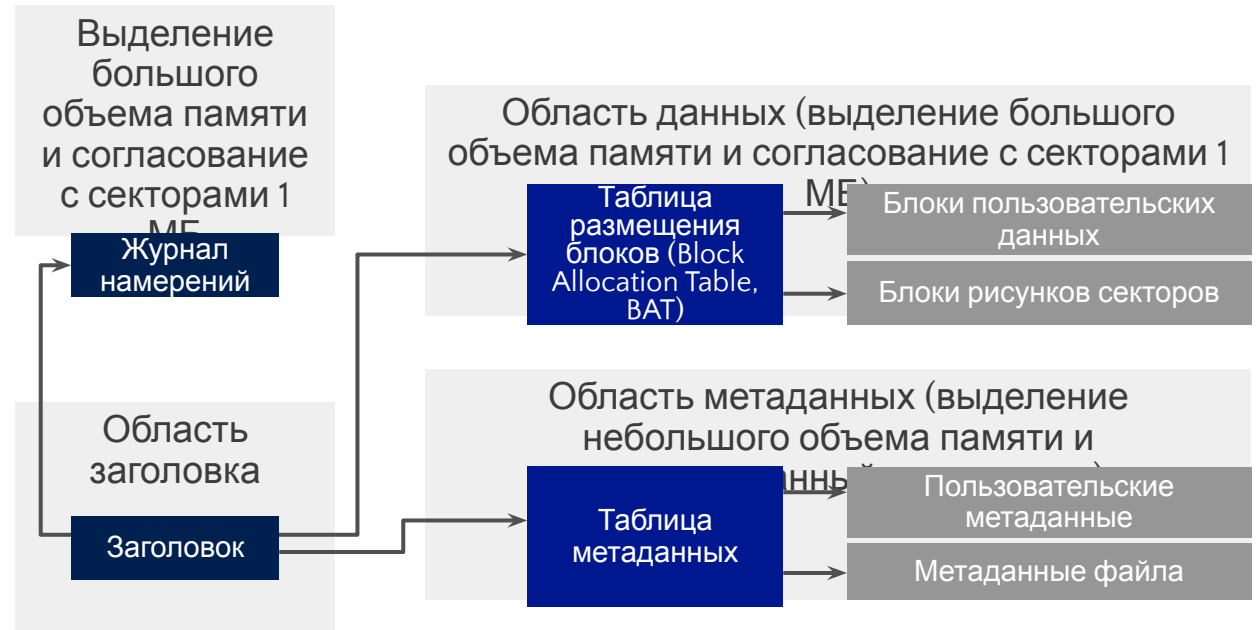 Выделение
большого
объема памяти
и согласование
с секторами 1
МБ
Журнал
намерений
Область
заголовка
Заголовок
Область данных (выделение большого
объема памяти и согласование с секторами 1
МБ)
Таблица
размещения
блоков (Block
Allocation Table,
BAT)
Блоки пользовательских
данных
Блоки рисунков секторов
Область метаданных (выделение
небольшого объема памяти и
Таблица
метаданных
Пользовательские
метаданные
Метаданные файла